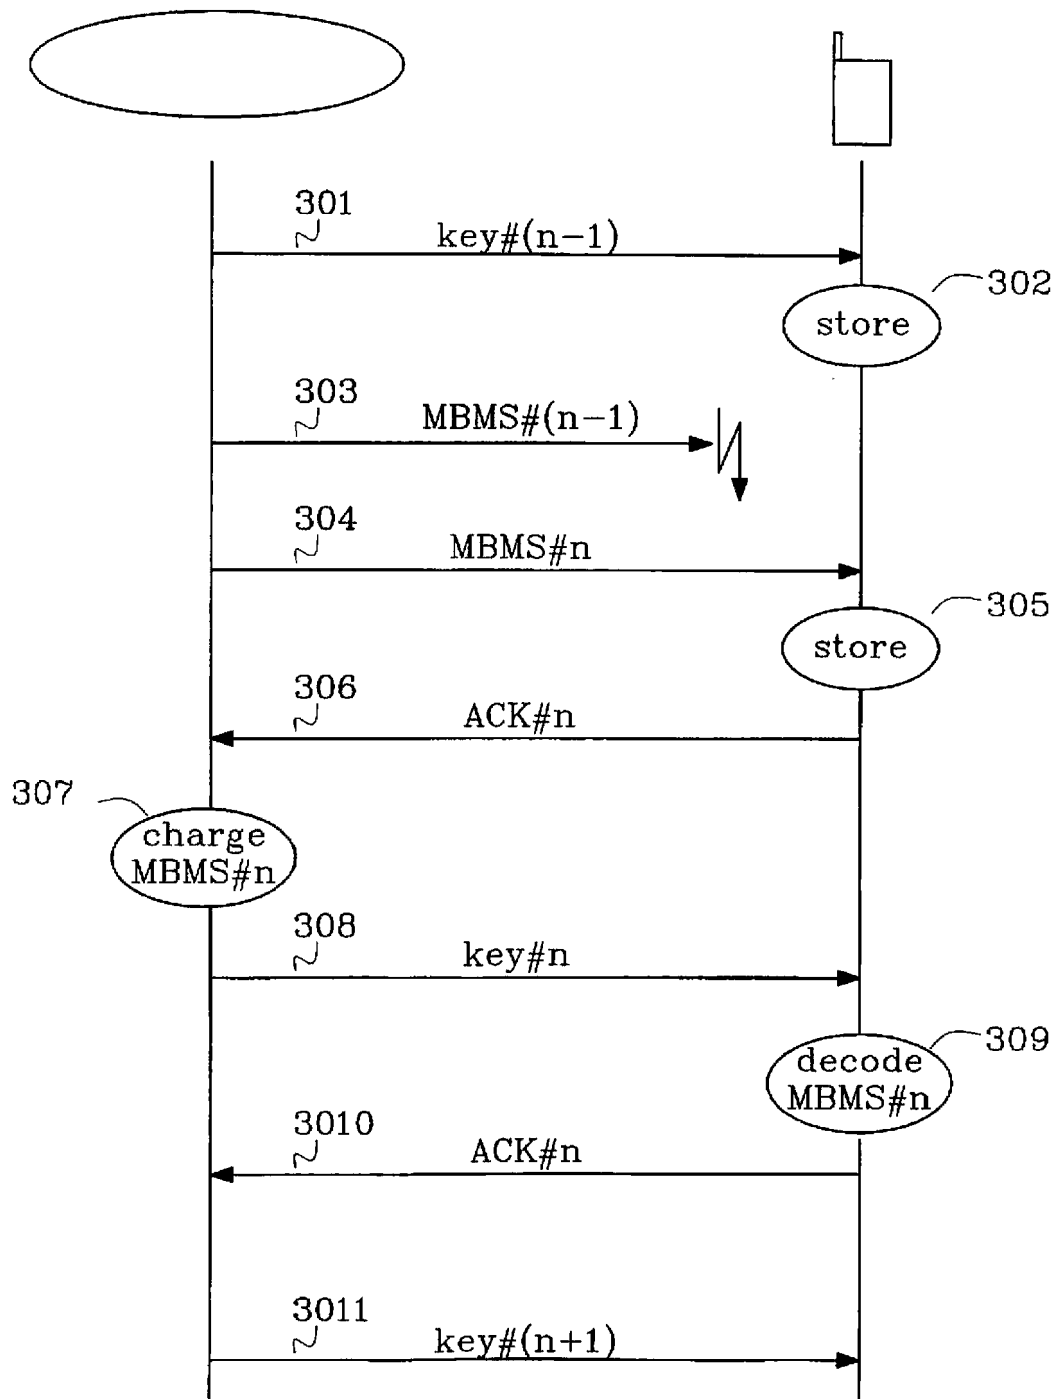 301
key#(n-1)
302
store
303
MBMS#(n-1)
304
MBMS#n
305
store
306
ACK#n
307
charge
MBMS#n
308
key#n
309
decode
MBMS#n
3010
ACK#n
3011
key#(n+1)